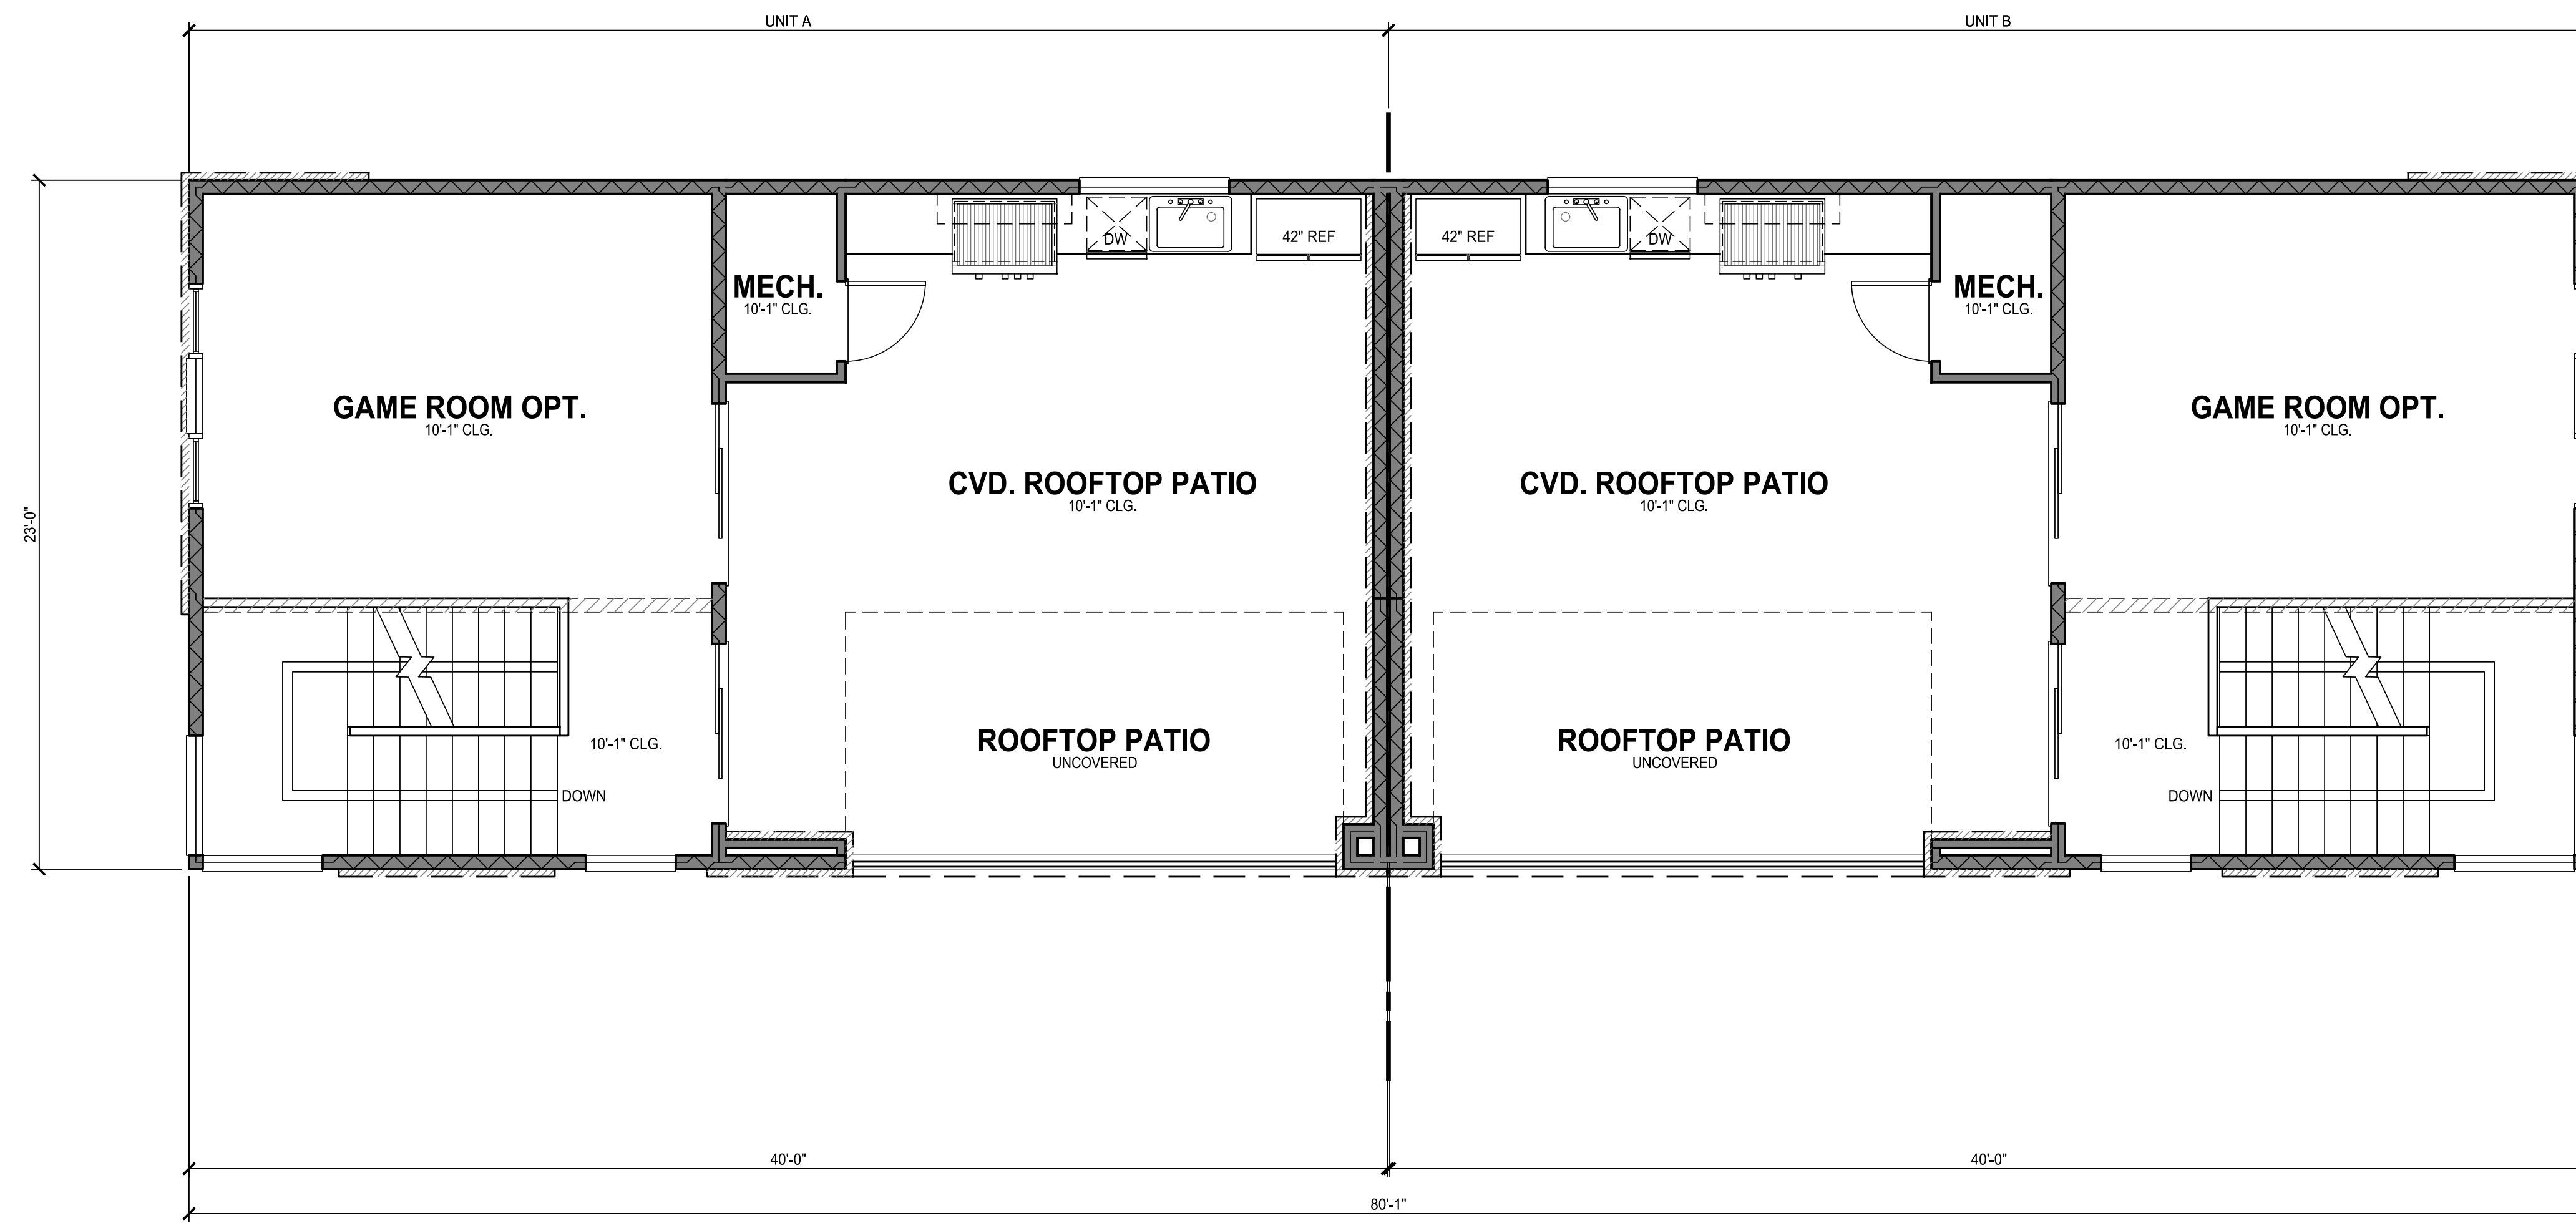 UNIT A
UNIT B
23'-0"
42" REF
DW
42" REF
DW
MECH.
10'-1" CLG.
MECH.
10'-1" CLG.
GAME ROOM OPT.
10'-1" CLG.
GAME ROOM OPT.
10'-1" CLG.
CVD. ROOFTOP PATIO
10'-1" CLG.
CVD. ROOFTOP PATIO
10'-1" CLG.
10'-1" CLG.
ROOFTOP PATIO
UNCOVERED
ROOFTOP PATIO
UNCOVERED
10'-1" CLG.
DOWN
DOWN
40'-0"
40'-0"
80'-1"